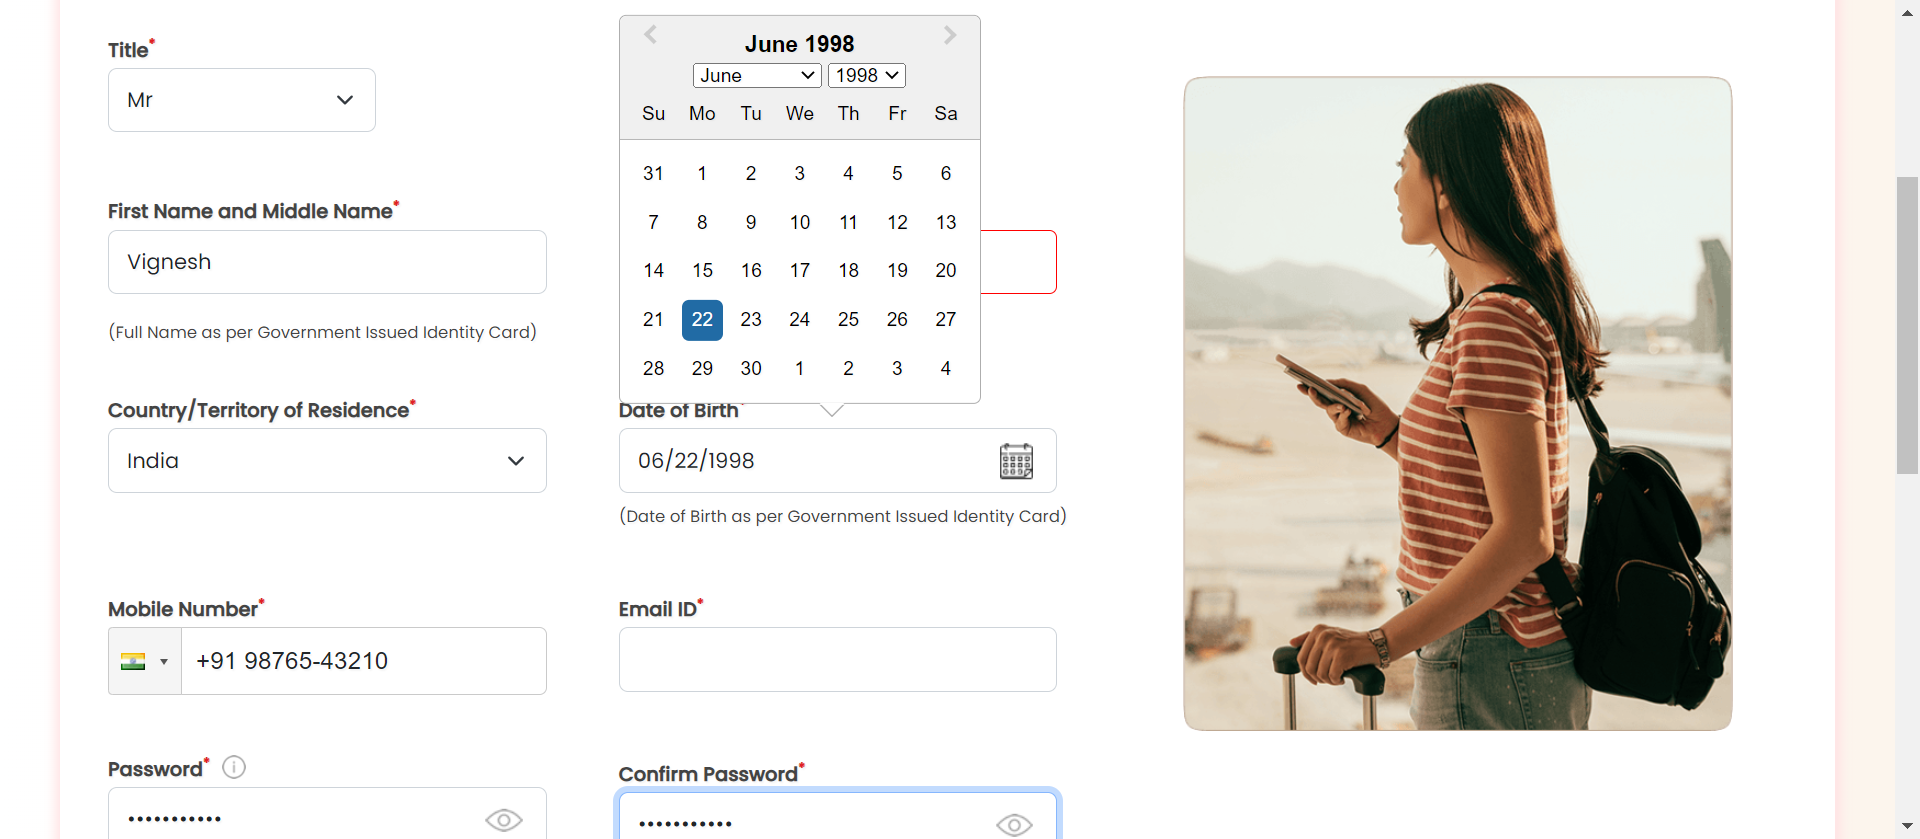 Title*
Mr
First Name and Middle Name*
Vignesh
(Full Name as per Government Issued Identity Card)
June 1998
June 1998
Su Mo Tu We Th Fr Sa
31 1 2 3 4 5 6
7 8 9 10 11 12 13
14 15 16 17 18 19 20
21 22 23 24 25 26 27
28 29 30 1 2 3 4
Country/Territory of Residence*
India
Date of Birth*
06/22/1998
(Date of Birth as per Government Issued Identity Card)
Mobile Number*
+91 98765-43210
Email ID*
Password*
•••••••••••
Confirm Password*
•••••••••••